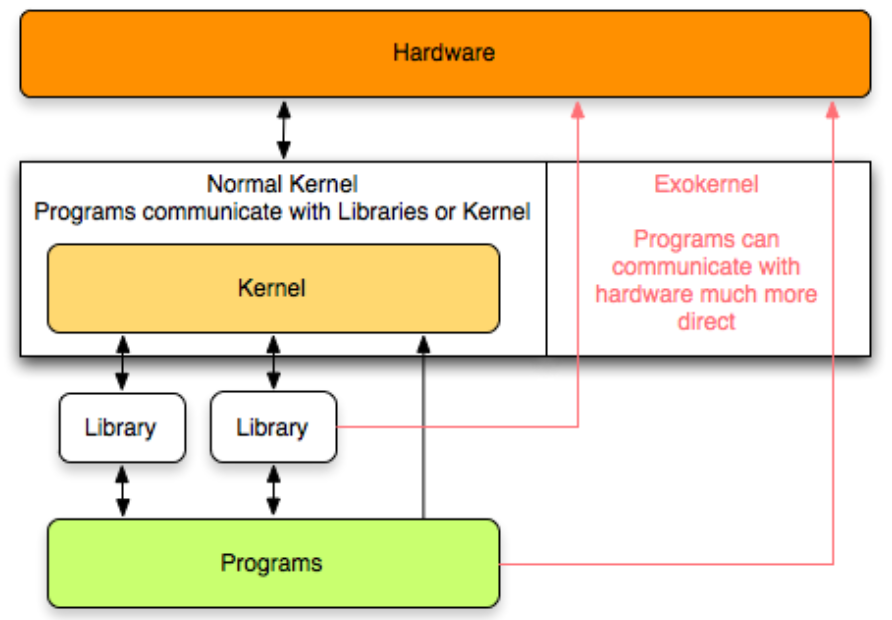 Hardware
Normal Kernel
Programs communicate with Libraries or Kernel
Kernel
Exokernel
Programs can
communicate with
hardware much more
direct
Library
Library
Programs